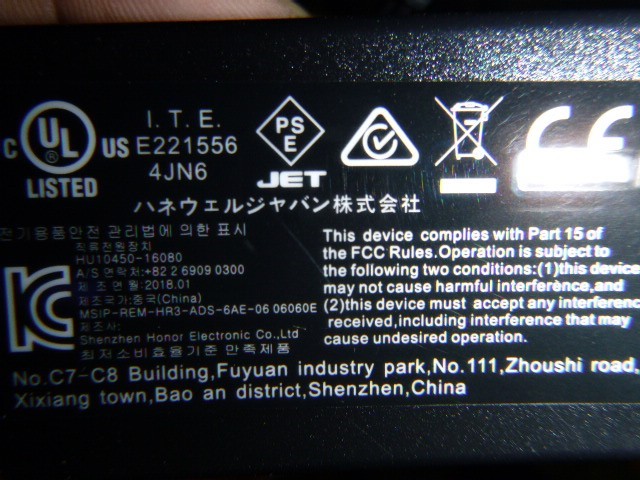 C UL US
®
LISTED
I. T. E.
E221556
4JN6
PS
E
JET
CE
ハネウェルジャパン株式会社
전기용품안전 관리법에 의한 표시
직류전원장치
HU10450-16080
A/S 연락처:+82 2 6909 0300
제 조 연월:2018.01
제조국가:중국(China)
MSIP-REM-HR3-ADS-6AE-06 06060E
제조사:
Shenzhen Honor Electronic Co.,Ltd
최저소비효율기준 만족제품
KC
This device complies with Part 15 of
the FCC Rules.Operation is subject to
the following two conditions:(1)this device
may not cause harmful interference,and
(2)this device must accept any interference
received,including interference that may
cause undesired operation.
No.C7-C8 Building,Fuyuan industry park,No.111,Zhoushi road,
Xixiang town,Bao an district,Shenzhen,China